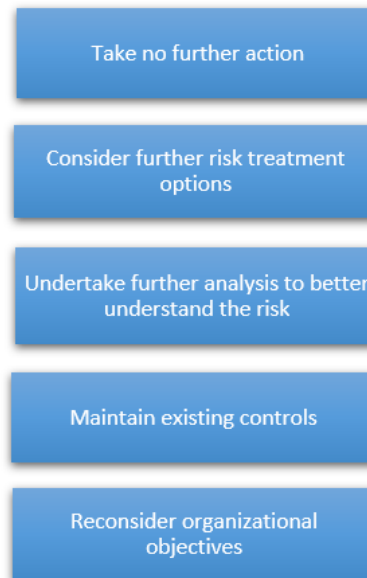 Take no further action
Consider further risk treatment
options
Undertake further analysis to better
understand the risk
Maintain existing controls
Reconsider organizational
objectives